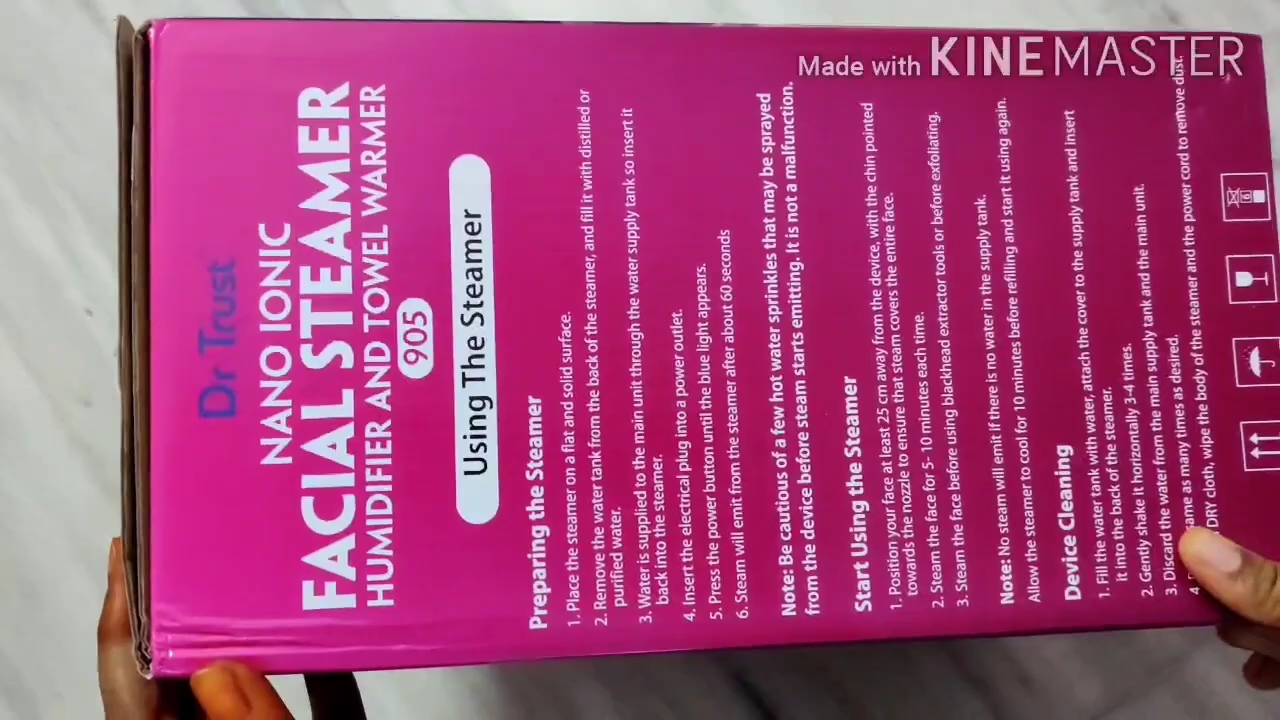 Made with KINEMASTER
Dr Trust
NANO IONIC
FACIAL STEAMER
HUMIDIFIER AND TOWEL WARMER
905
Using The Steamer
Preparing the Steamer
1. Place the steamer on a flat and solid surface.
2. Remove the water tank from the back of the steamer, and fill it with distilled or
purified water.
3. Water is supplied to the main unit through the water supply tank so insert it
back into the steamer.
4. Insert the electrical plug into a power outlet.
5. Press the power button until the blue light appears.
6. Steam will emit from the steamer after about 60 seconds
Note: Be cautious of a few hot water sprinkles that may be sprayed
from the device before steam starts emitting. It is not a malfunction.
Start Using the Steamer
1. Position your face at least 25 cm away from the device, with the chin pointed
towards the nozzle to ensure that steam covers the entire face.
2. Steam the face for 5- 10 minutes each time.
3. Steam the face before using blackhead extractor tools or before exfoliating.
Note: No steam will emit if there is no water in the supply tank.
Allow the steamer to cool for 10 minutes before refilling and start it using again.
Device Cleaning
1. Fill the water tank with water, attach the cover to the supply tank and insert
it into the back of the steamer.
2. Gently shake it horizontally 3-4 times.
3. Discard the water from the main supply tank and the main unit.
4 same as many times as desired.
DRY cloth, wipe the body of the steamer and the power cord to remove dust.